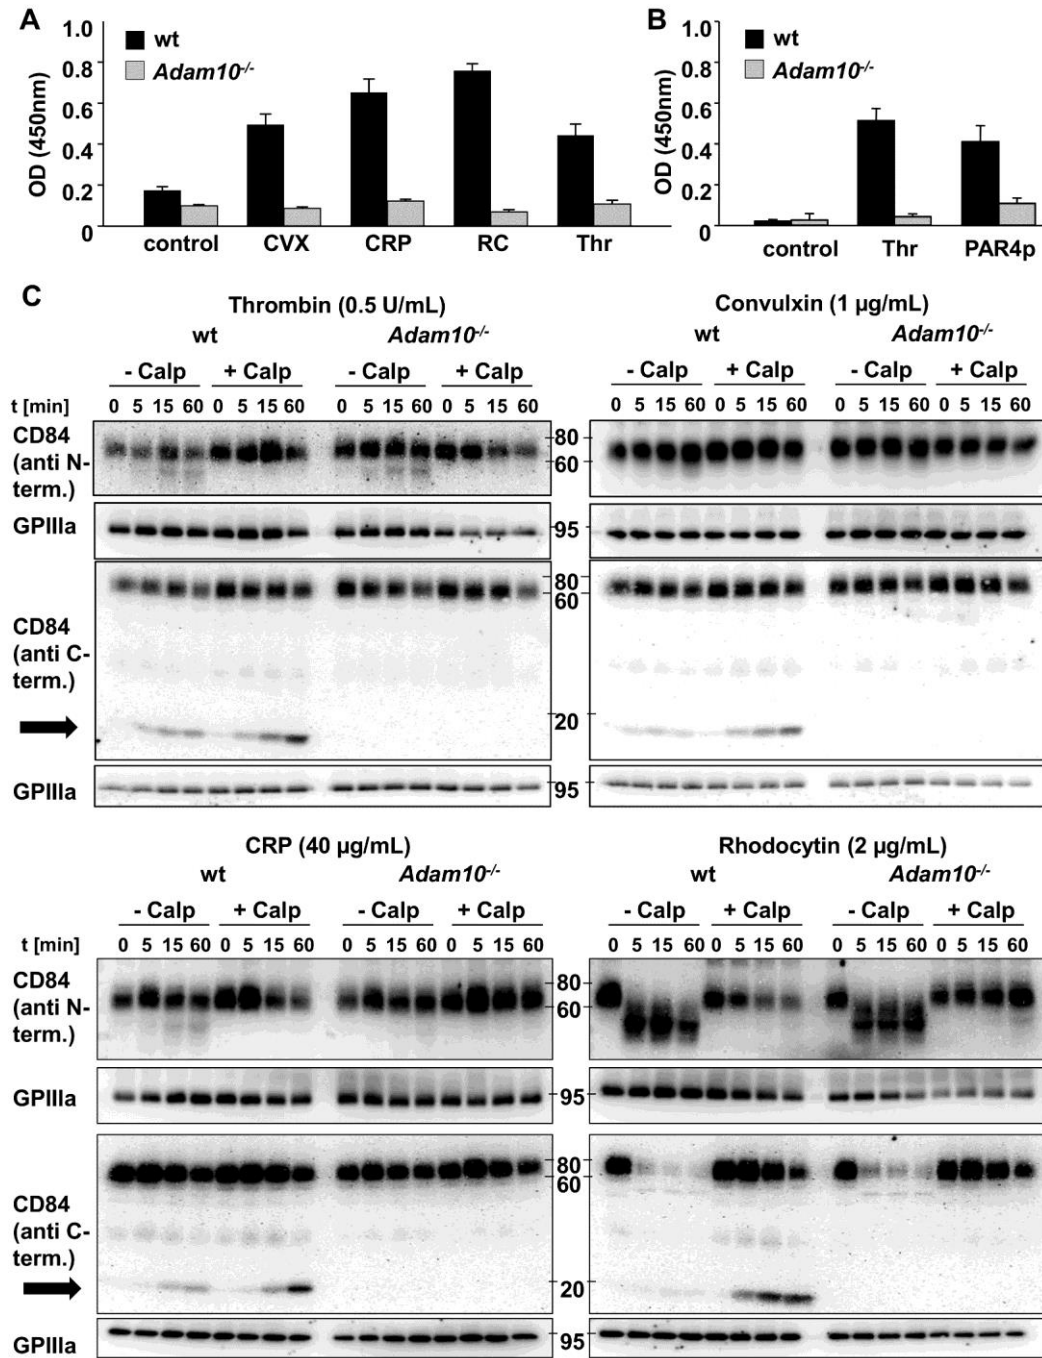 A
B
1.0
0.8
0.6
0.4
0.2
0
OD (450nm)
wt
Adam10-/-
control CVX CRP RC Thr
1.0
0.8
0.6
0.4
0.2
0
OD (450nm)
wt
Adam10-/-
control Thr PAR4p
C
Thrombin (0.5 U/mL)
wt Adam10-/-
- Calp + Calp - Calp + Calp
t [min] 0 5 15 60 0 5 15 60 0 5 15 60 0 5 15 60
CD84
(anti N-
term.)
80
60
GPIIIa
95
CD84
(anti C-
term.)
80
60
20
GPIIIa
95
Convulxin (1 µg/mL)
wt Adam10-/-
- Calp + Calp - Calp + Calp
0 5 15 60 0 5 15 60 0 5 15 60 0 5 15 60
CRP (40 µg/mL)
wt Adam10-/-
- Calp + Calp - Calp + Calp
t [min] 0 5 15 60 0 5 15 60 0 5 15 60 0 5 15 60
CD84
(anti N-
term.)
80
60
GPIIIa
95
CD84
(anti C-
term.)
80
60
20
GPIIIa
95
Rhodocytin (2 µg/mL)
wt Adam10-/-
- Calp + Calp - Calp + Calp
0 5 15 60 0 5 15 60 0 5 15 60 0 5 15 60